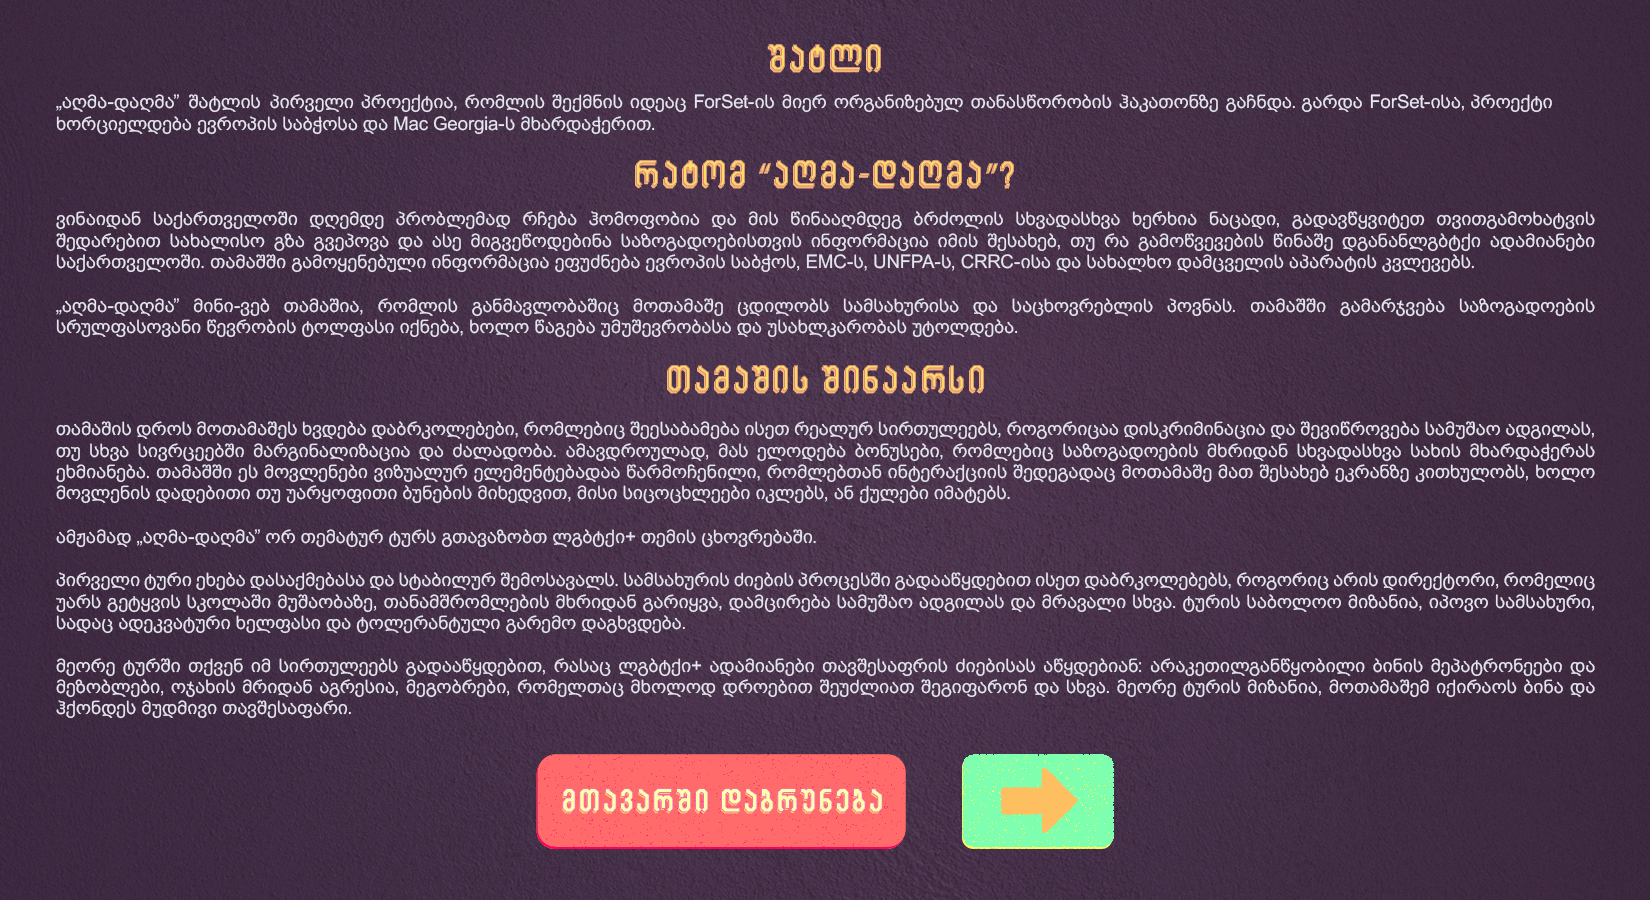 შატლი
„აღმა-დაღმა” შატლის პირველი პროექტია, რომლის შექმნის იდეაც ForSet-ის მიერ ორგანიზებულ თანასწორობის ჰაკათონზე გაჩნდა. გარდა ForSet-ისა, პროექტი
ხორციელდება ევროპის საბჭოსა და Mac Georgia-ს მხარდაჭერით.
რატომ “აღმა-დაღმა”?
ვინაიდან საქართველოში დღემდე პრობლემად რჩება ჰომოფობია და მის წინააღმდეგ ბრძოლის სხვადასხვა ხერხია ნაცადი, გადავწყვიტეთ თვითგამოხატვის
შედარებით სახალისო გზა გვეპოვა და ასე მიგვეწოდებინა საზოგადოებისთვის ინფორმაცია იმის შესახებ, თუ რა გამოწვევების წინაშე დგანანლგბტქი ადამიანები
საქართველოში. თამაშში გამოყენებული ინფორმაცია ეფუძნება ევროპის საბჭოს, EMC-ს, UNFPA-ს, CRRC-ისა და სახალხო დამცველის აპარატის კვლევებს.
„აღმა-დაღმა” მინი-ვებ თამაშია, რომლის განმავლობაშიც მოთამაშე ცდილობს სამსახურისა და საცხოვრებლის პოვნას. თამაშში გამარჯვება საზოგადოების
სრულფასოვანი წევრობის ტოლფასი იქნება, ხოლო წაგება უმუშევრობასა და უსახლკარობას უტოლდება.
თამაშის შინაარსი
თამაშის დროს მოთამაშეს ხვდება დაბრკოლებები, რომლებიც შეესაბამება ისეთ რეალურ სირთულეებს, როგორიცაა დისკრიმინაცია და შევიწროვება სამუშაო ადგილას,
თუ სხვა სივრცეებში მარგინალიზაცია და ძალადობა. ამავდროულად, მას ელოდება ბონუსები, რომლებიც საზოგადოების მხრიდან სხვადასხვა სახის მხარდაჭერას
ეხმიანება. თამაშში ეს მოვლენები ვიზუალურ ელემენტებადაა წარმოჩენილი, რომლებთან ინტერაქციის შედეგადაც მოთამაშე მათ შესახებ ეკრანზე კითხულობს, ხოლო
მოვლენის დადებითი თუ უარყოფითი ბუნების მიხედვით, მისი სიცოცხლეები იკლებს, ან ქულები იმატებს.
ამჟამად „აღმა-დაღმა” ორ თემატურ ტურს გთავაზობთ ლგბტქი+ თემის ცხოვრებაში.
პირველი ტური ეხება დასაქმებასა და სტაბილურ შემოსავალს. სამსახურის ძიების პროცესში გადააწყდებით ისეთ დაბრკოლებებს, როგორიც არის დირექტორი, რომელიც
უარს გეტყვის სკოლაში მუშაობაზე, თანამშრომლების მხრიდან გარიყვა, დამცირება სამუშაო ადგილას და მრავალი სხვა. ტურის საბოლოო მიზანია, იპოვო სამსახური,
სადაც ადეკვატური ხელფასი და ტოლერანტული გარემო დაგხვდება.
მეორე ტურში თქვენ იმ სირთულეებს გადააწყდებით, რასაც ლგბტქი+ ადამიანები თავშესაფრის ძიებისას აწყდებიან: არაკეთილგანწყობილი ბინის მეპატრონეები და
მეზობლები, ოჯახის მრიდან აგრესია, მეგობრები, რომელთაც მხოლოდ დროებით შეუძლიათ შეგიფარონ და სხვა. მეორე ტურის მიზანია, მოთამაშემ იქირაოს ბინა და
ჰქონდეს მუდმივი თავშესაფარი.
მთავარში დაბრუნება